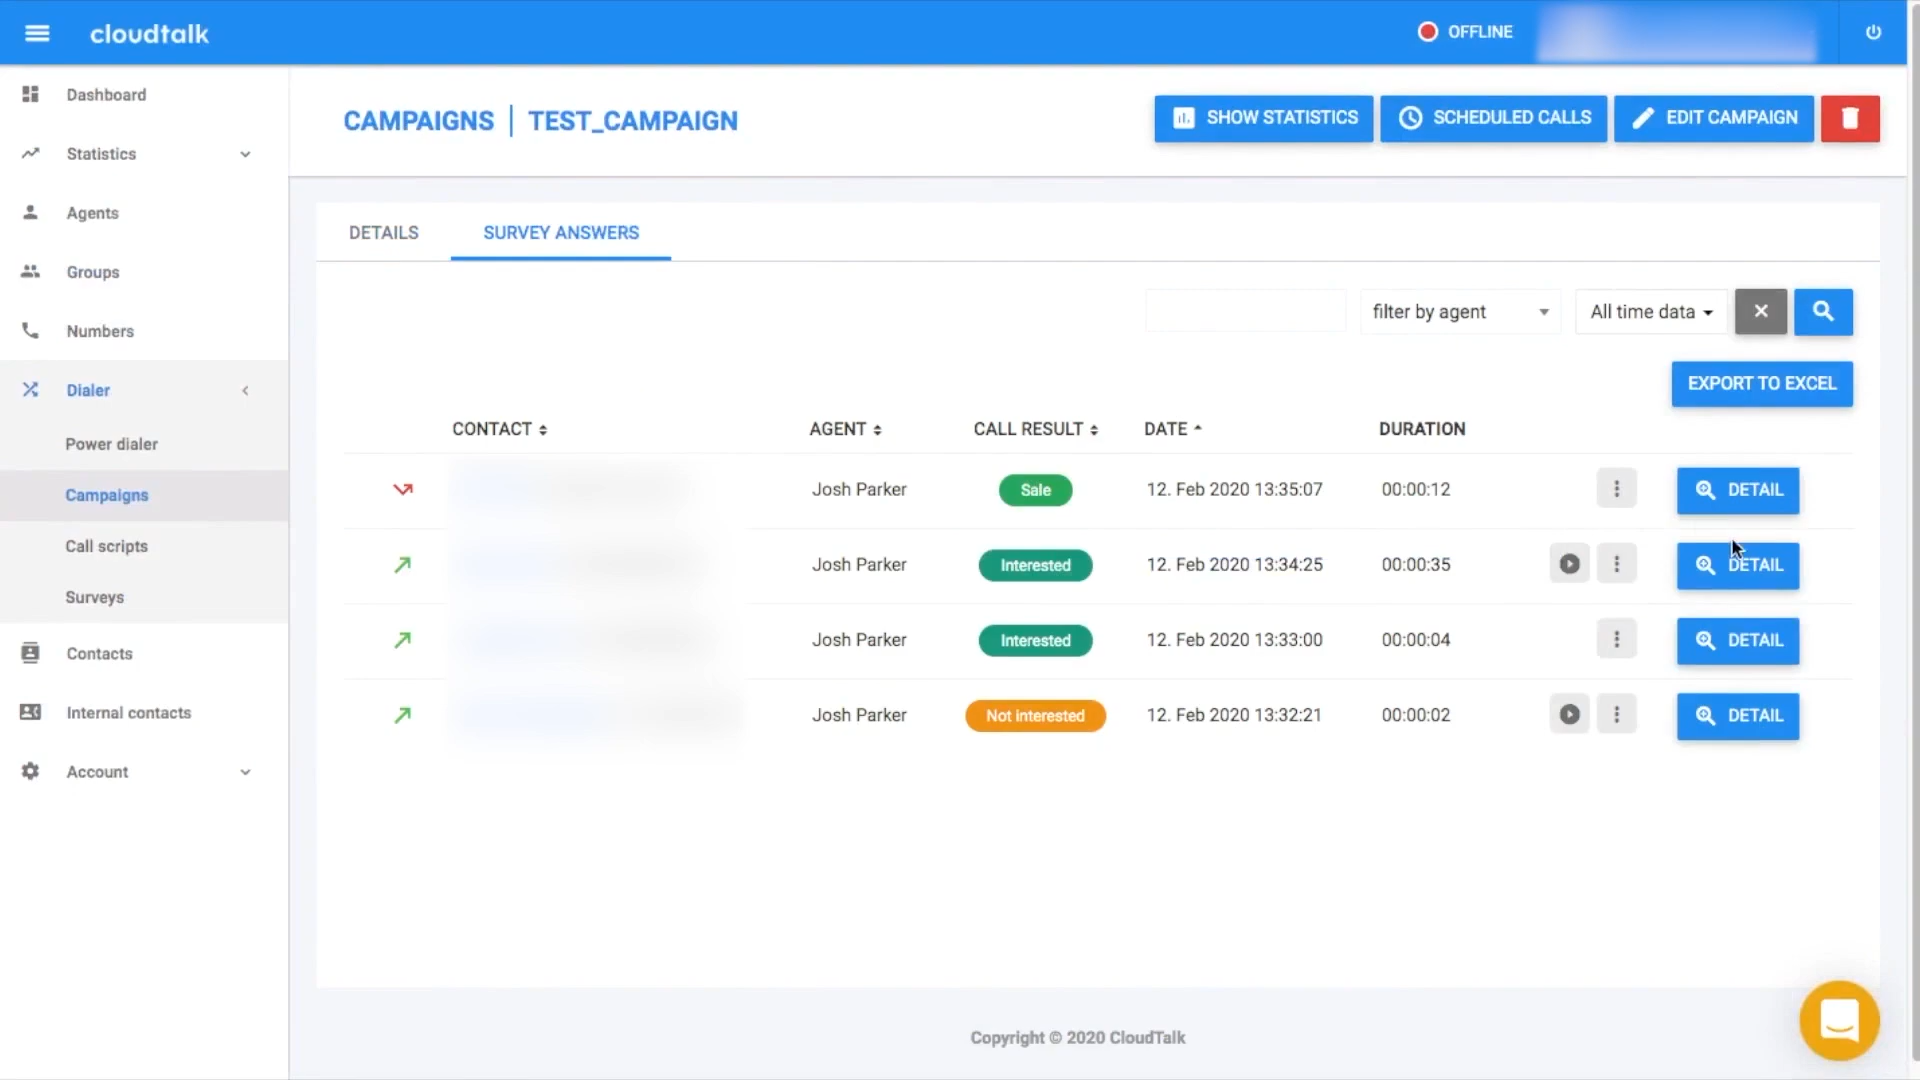 cloudtalk
OFFLINE
Dashboard
Statistics
Agents
Groups
Numbers
Dialer
Power dialer
Campaigns
Call scripts
Surveys
Contacts
Internal contacts
Account
CAMPAIGNS | TEST_CAMPAIGN
SHOW STATISTICS
SCHEDULED CALLS
EDIT CAMPAIGN
DETAILS
SURVEY ANSWERS
filter by agent
All time data
EXPORT TO EXCEL
CONTACT AGENT CALL RESULT DATE DURATION
Josh Parker Sale 12. Feb 2020 13:35:07 00:00:12 DETAIL
Josh Parker Interested 12. Feb 2020 13:34:25 00:00:35 DETAIL
Josh Parker Interested 12. Feb 2020 13:33:00 00:00:04 DETAIL
Josh Parker Not interested 12. Feb 2020 13:32:21 00:00:02 DETAIL
Copyright © 2020 CloudTalk